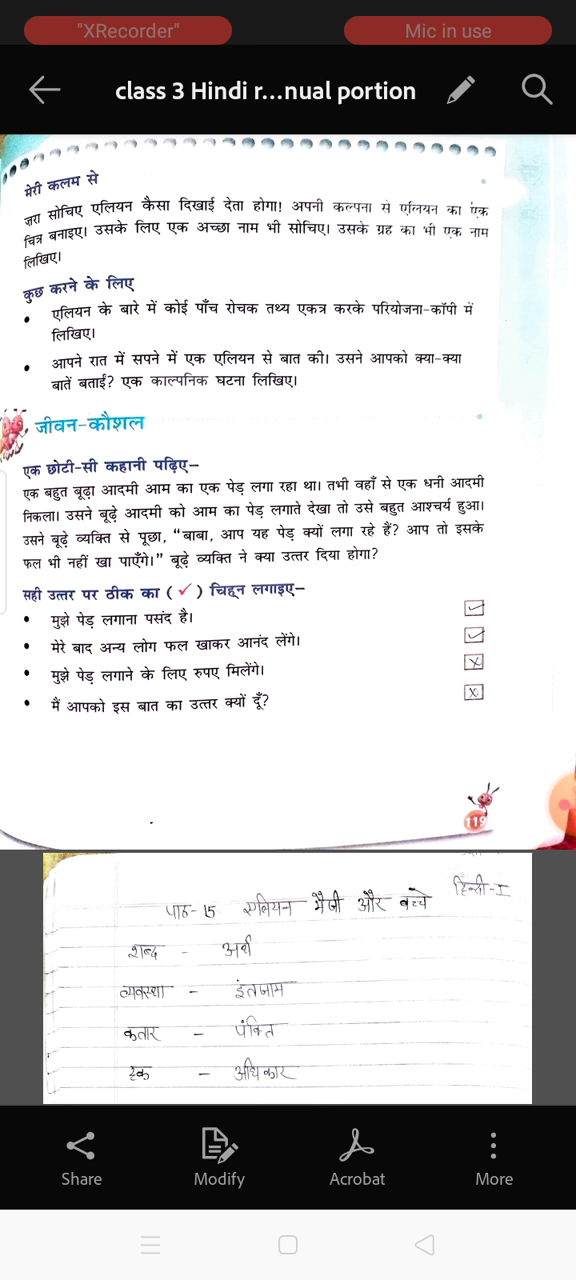 "XRecorder"
Mic in use
class 3 Hindi r...nual portion
मेरी कलम से
ज़रा सोचिए एलियन कैसा दिखाई देता होगा! अपनी कल्पना से एलियन का एक
चित्र बनाइए। उसके लिए एक अच्छा नाम भी सोचिए। उसके ग्रह का भी एक नाम
लिखिए।
कुछ करने के लिए
• एलियन के बारे में कोई पाँच रोचक तथ्य एकत्र करके परियोजना-कॉपी में
लिखिए।
• आपने रात में सपने में एक एलियन से बात की। उसने आपको क्या-क्या
बातें बताईं? एक काल्पनिक घटना लिखिए।
जीवन-कौशल
एक छोटी-सी कहानी पढ़िए–
एक बहुत बूढ़ा आदमी आम का एक पेड़ लगा रहा था। तभी वहाँ से एक धनी आदमी
निकला। उसने बूढ़े आदमी को आम का पेड़ लगाते देखा तो उसे बहुत आश्चर्य हुआ।
उसने बूढ़े व्यक्ति से पूछा, “बाबा, आप यह पेड़ क्यों लगा रहे हैं? आप तो इसके
फल भी नहीं खा पाएँगे।” बूढ़े व्यक्ति ने क्या उत्तर दिया होगा?
सही उत्तर पर ठीक का (✓) चिह्न लगाइए–
• मुझे पेड़ लगाना पसंद है। ✓
• मेरे बाद अन्य लोग फल खाकर आनंद लेंगे। ✓
• मुझे पेड़ लगाने के लिए रुपए मिलेंगे। x
• मैं आपको इस बात का उत्तर क्यों दूँ? x
119
हिन्दी-I
पाठ-15 एलियन मैजी और बच्चे
शब्द - अर्थ
व्यवस्था - इंतजाम
कतार - पंक्ति
हक - अधिकार
Share
Modify
Acrobat
More